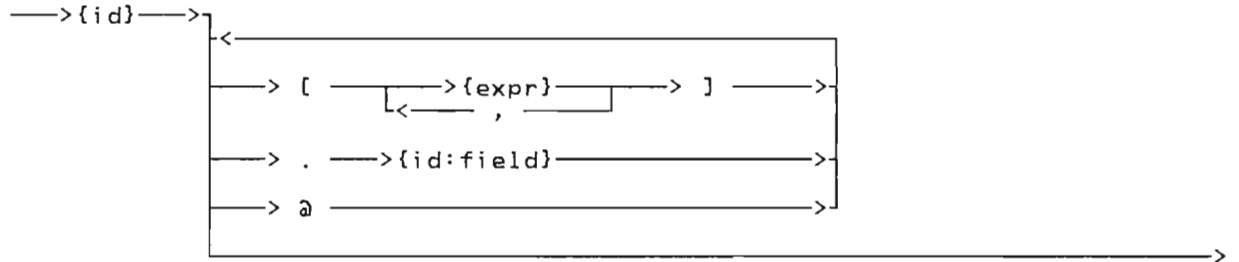 {id}
[ {expr} ]
,
. {id:field}
@